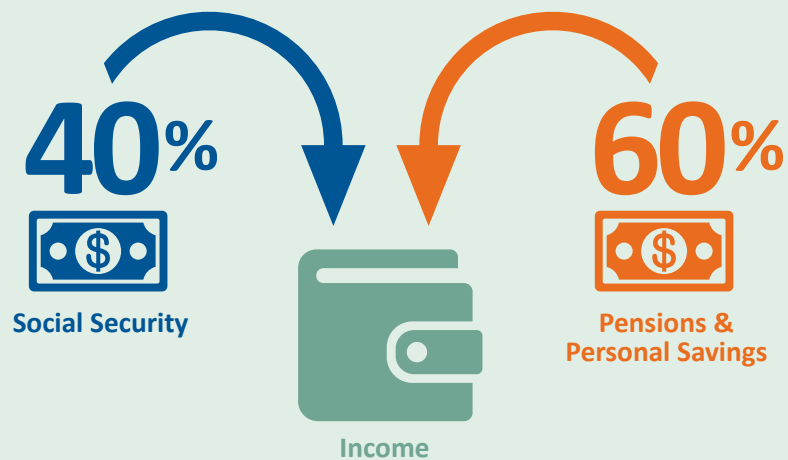 40%
60%
$
$
Social Security
Pensions &
Personal Savings
Income